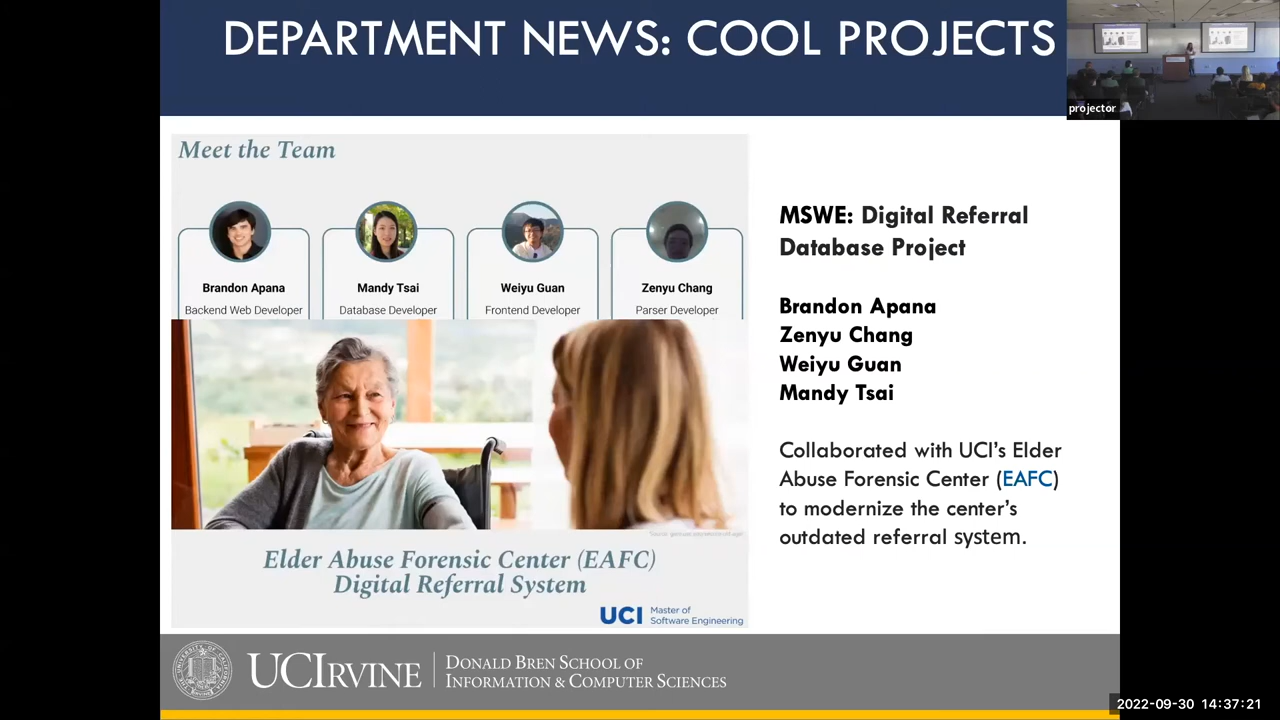 DEPARTMENT NEWS: COOL PROJECTS
projector
Meet the Team
Brandon Apana
Backend Web Developer
Mandy Tsai
Database Developer
Weiyu Guan
Frontend Developer
Zenyu Chang
Parser Developer
Elder Abuse Forensic Center (EAFC)
Digital Referral System
UCI Master of
Software Engineering
MSWE: Digital Referral
Database Project
Brandon Apana
Zenyu Chang
Weiyu Guan
Mandy Tsai
Collaborated with UCI’s Elder
Abuse Forensic Center (EAFC)
to modernize the center’s
outdated referral system.
UCIRVINE
DONALD BREN SCHOOL OF
INFORMATION & COMPUTER SCIENCES
2022-09-30 14:37:21